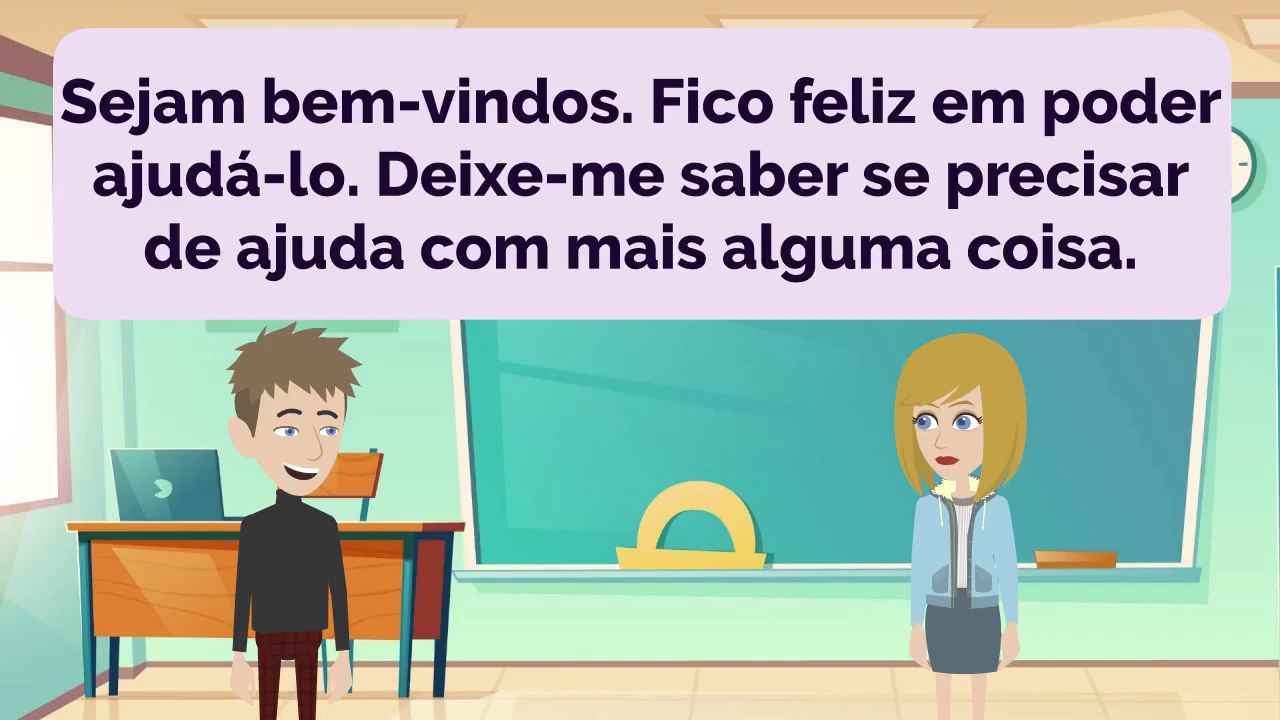 Sejam bem-vindos. Fico feliz em poder
ajudá-lo. Deixe-me saber se precisar
de ajuda com mais alguma coisa.